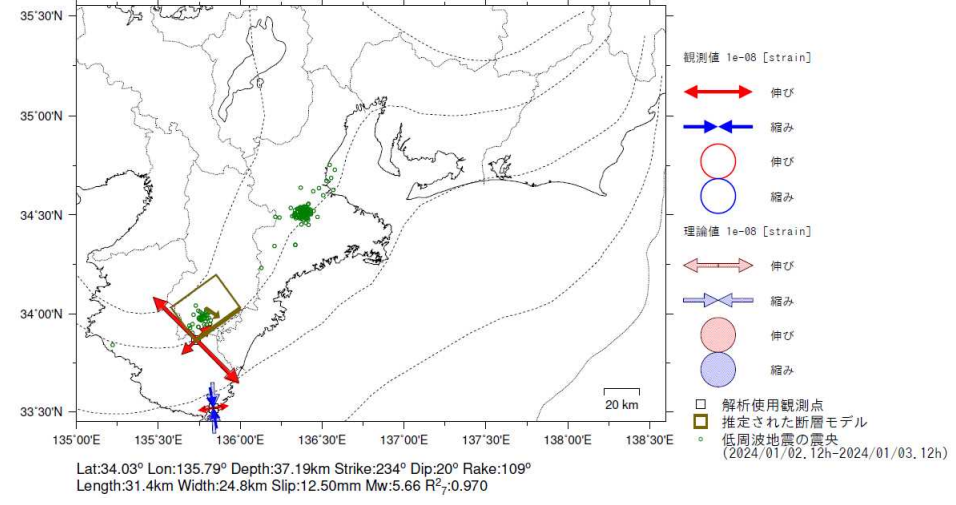 35°30'N
35°00'N
34°30'N
34°00'N
33°30'N
135°00'E 135°30'E 136°00'E 136°30'E 137°00'E 137°30'E 138°00'E 138°30'E
20 km
観測値 1e-08 [strain]
伸び
縮み
伸び
縮み
理論値 1e-08 [strain]
伸び
縮み
伸び
縮み
解析使用観測点
推定された断層モデル
低周波地震の震央
(2024/01/02.12h-2024/01/03.12h)
Lat:34.03° Lon:135.79° Depth:37.19km Strike:234° Dip:20° Rake:109°
Length:31.4km Width:24.8km Slip:12.50mm Mw:5.66 R²₇:0.970